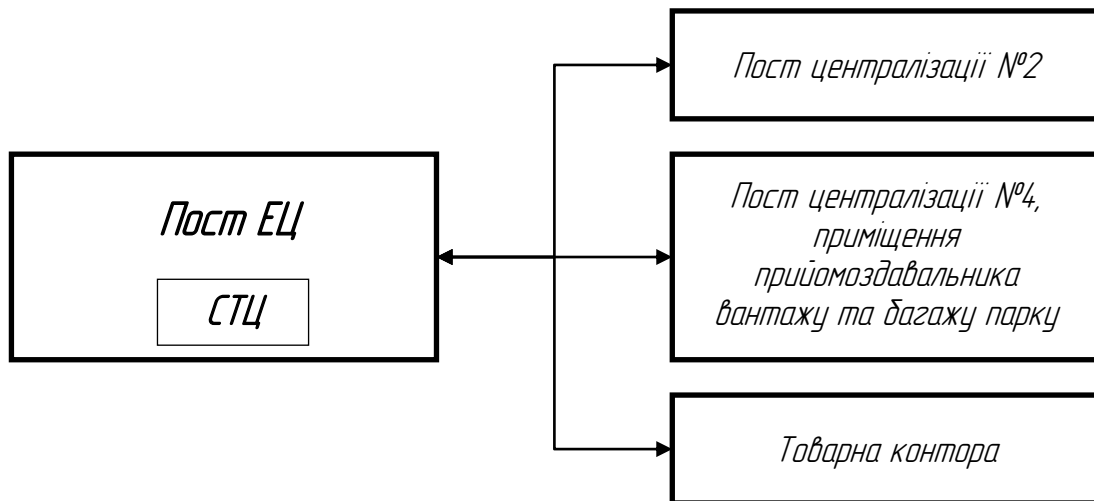 Пост ЕЦ
СТЦ
Пост централізації №2
Пост централізації №4,
приміщення
прийомоздавальника
вантажу та багажу парку
Товарна контора